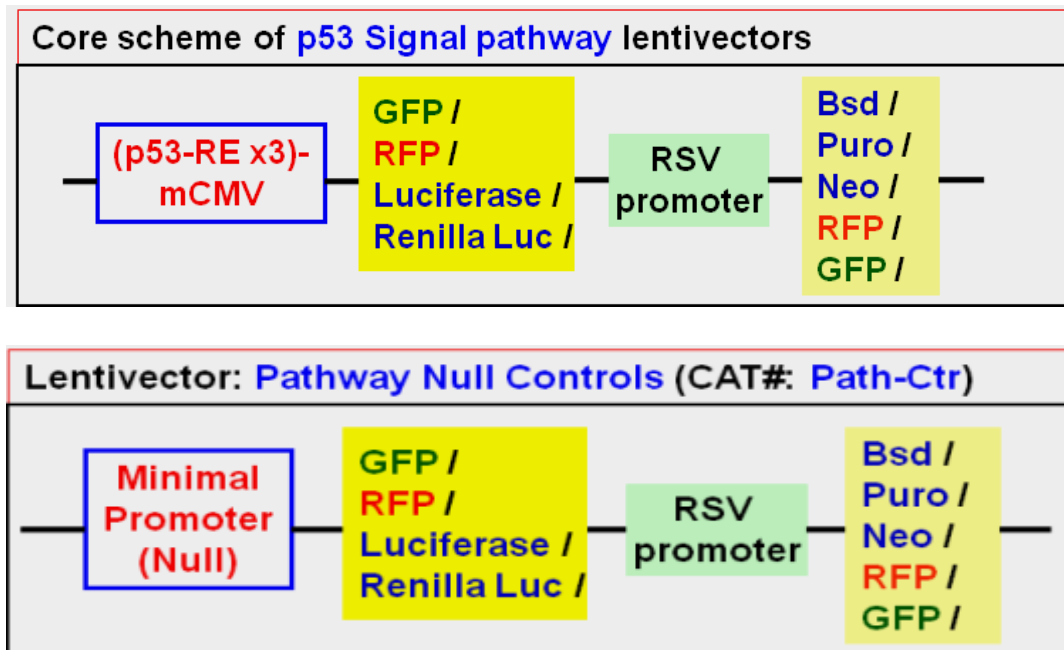 Core scheme of p53 Signal pathway lentivectors
(p53-RE x3)-
mCMV
GFP /
RFP /
Luciferase /
Renilla Luc /
RSV
promoter
Bsd /
Puro /
Neo /
RFP /
GFP /
Lentivector: Pathway Null Controls (CAT#: Path-Ctr)
Minimal
Promoter
(Null)
GFP /
RFP /
Luciferase /
Renilla Luc /
RSV
promoter
Bsd /
Puro /
Neo /
RFP /
GFP /